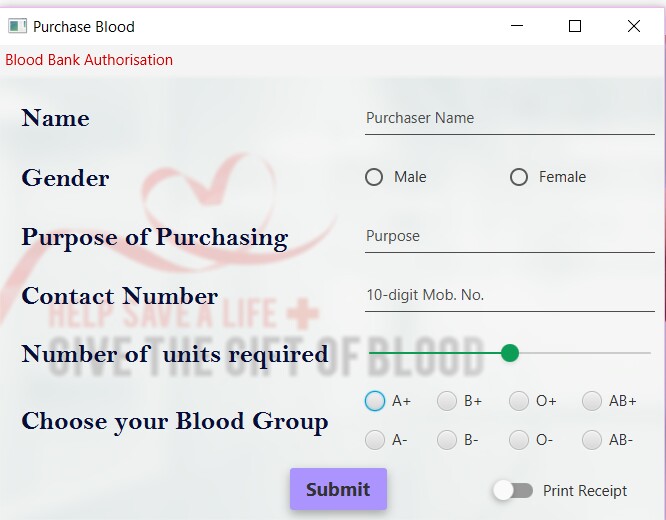 Purchase Blood
Blood Bank Authorisation
Name
Purchaser Name
Gender
Male
Female
Purpose of Purchasing
Purpose
Contact Number
10-digit Mob. No.
HELP SAVE A LIFE
Number of units required
GIVE THE GIFT OF BLOOD
Choose your Blood Group
A+ B+ O+ AB+
A- B- O- AB-
Submit
Print Receipt